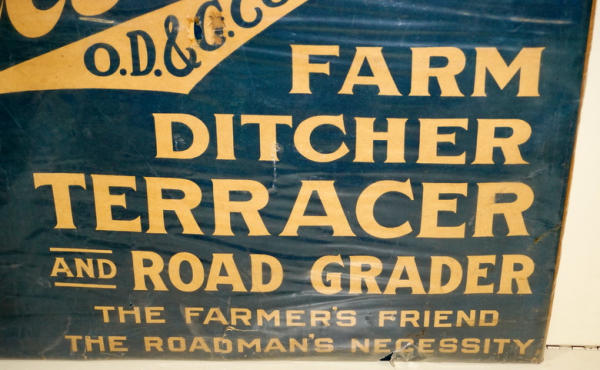 O.D.& G.Co
FARM
DITCHER
TERRACER
AND ROAD GRADER
THE FARMER'S FRIEND
THE ROADMAN'S NECESSITY